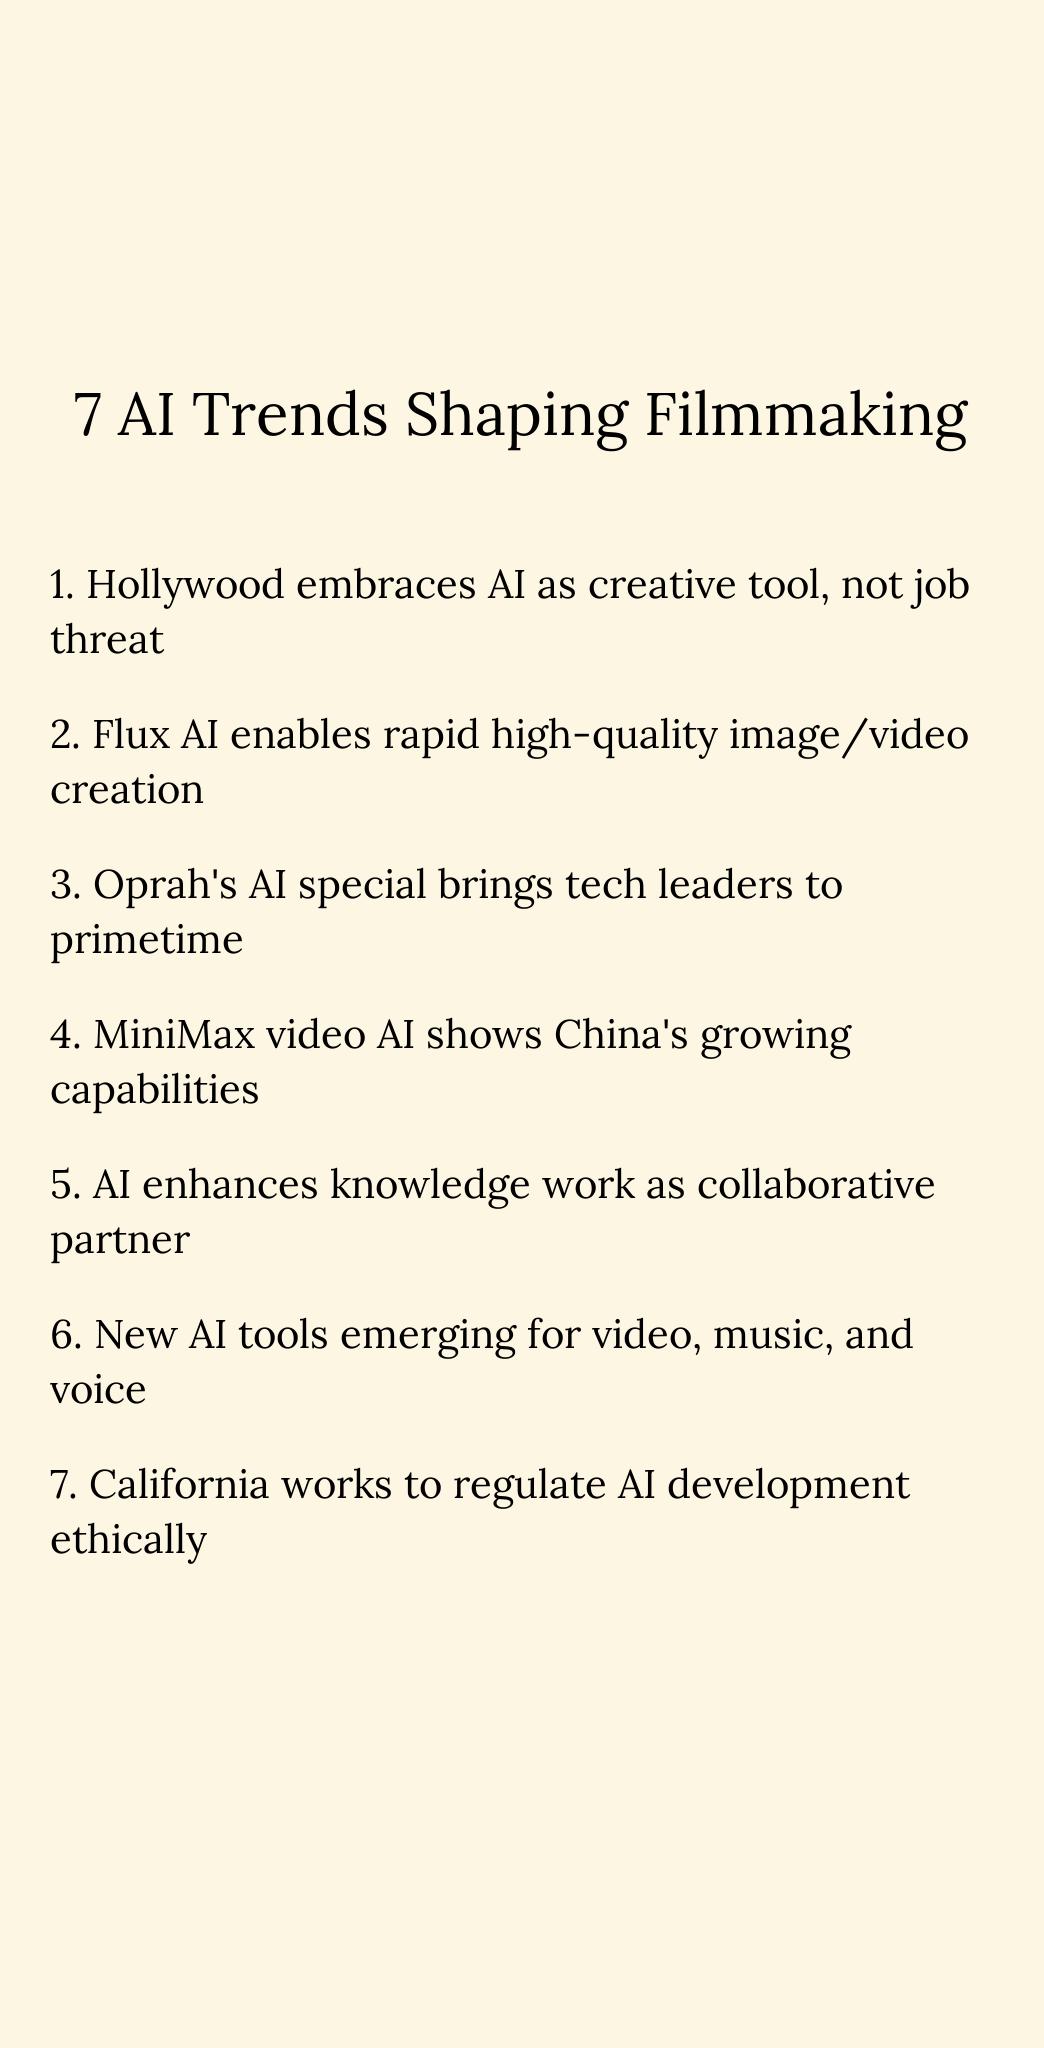 7 AI Trends Shaping Filmmaking
1. Hollywood embraces AI as creative tool, not job
threat
2. Flux AI enables rapid high-quality image/video
creation
3. Oprah's AI special brings tech leaders to
primetime
4. MiniMax video AI shows China's growing
capabilities
5. AI enhances knowledge work as collaborative
partner
6. New AI tools emerging for video, music, and
voice
7. California works to regulate AI development
ethically